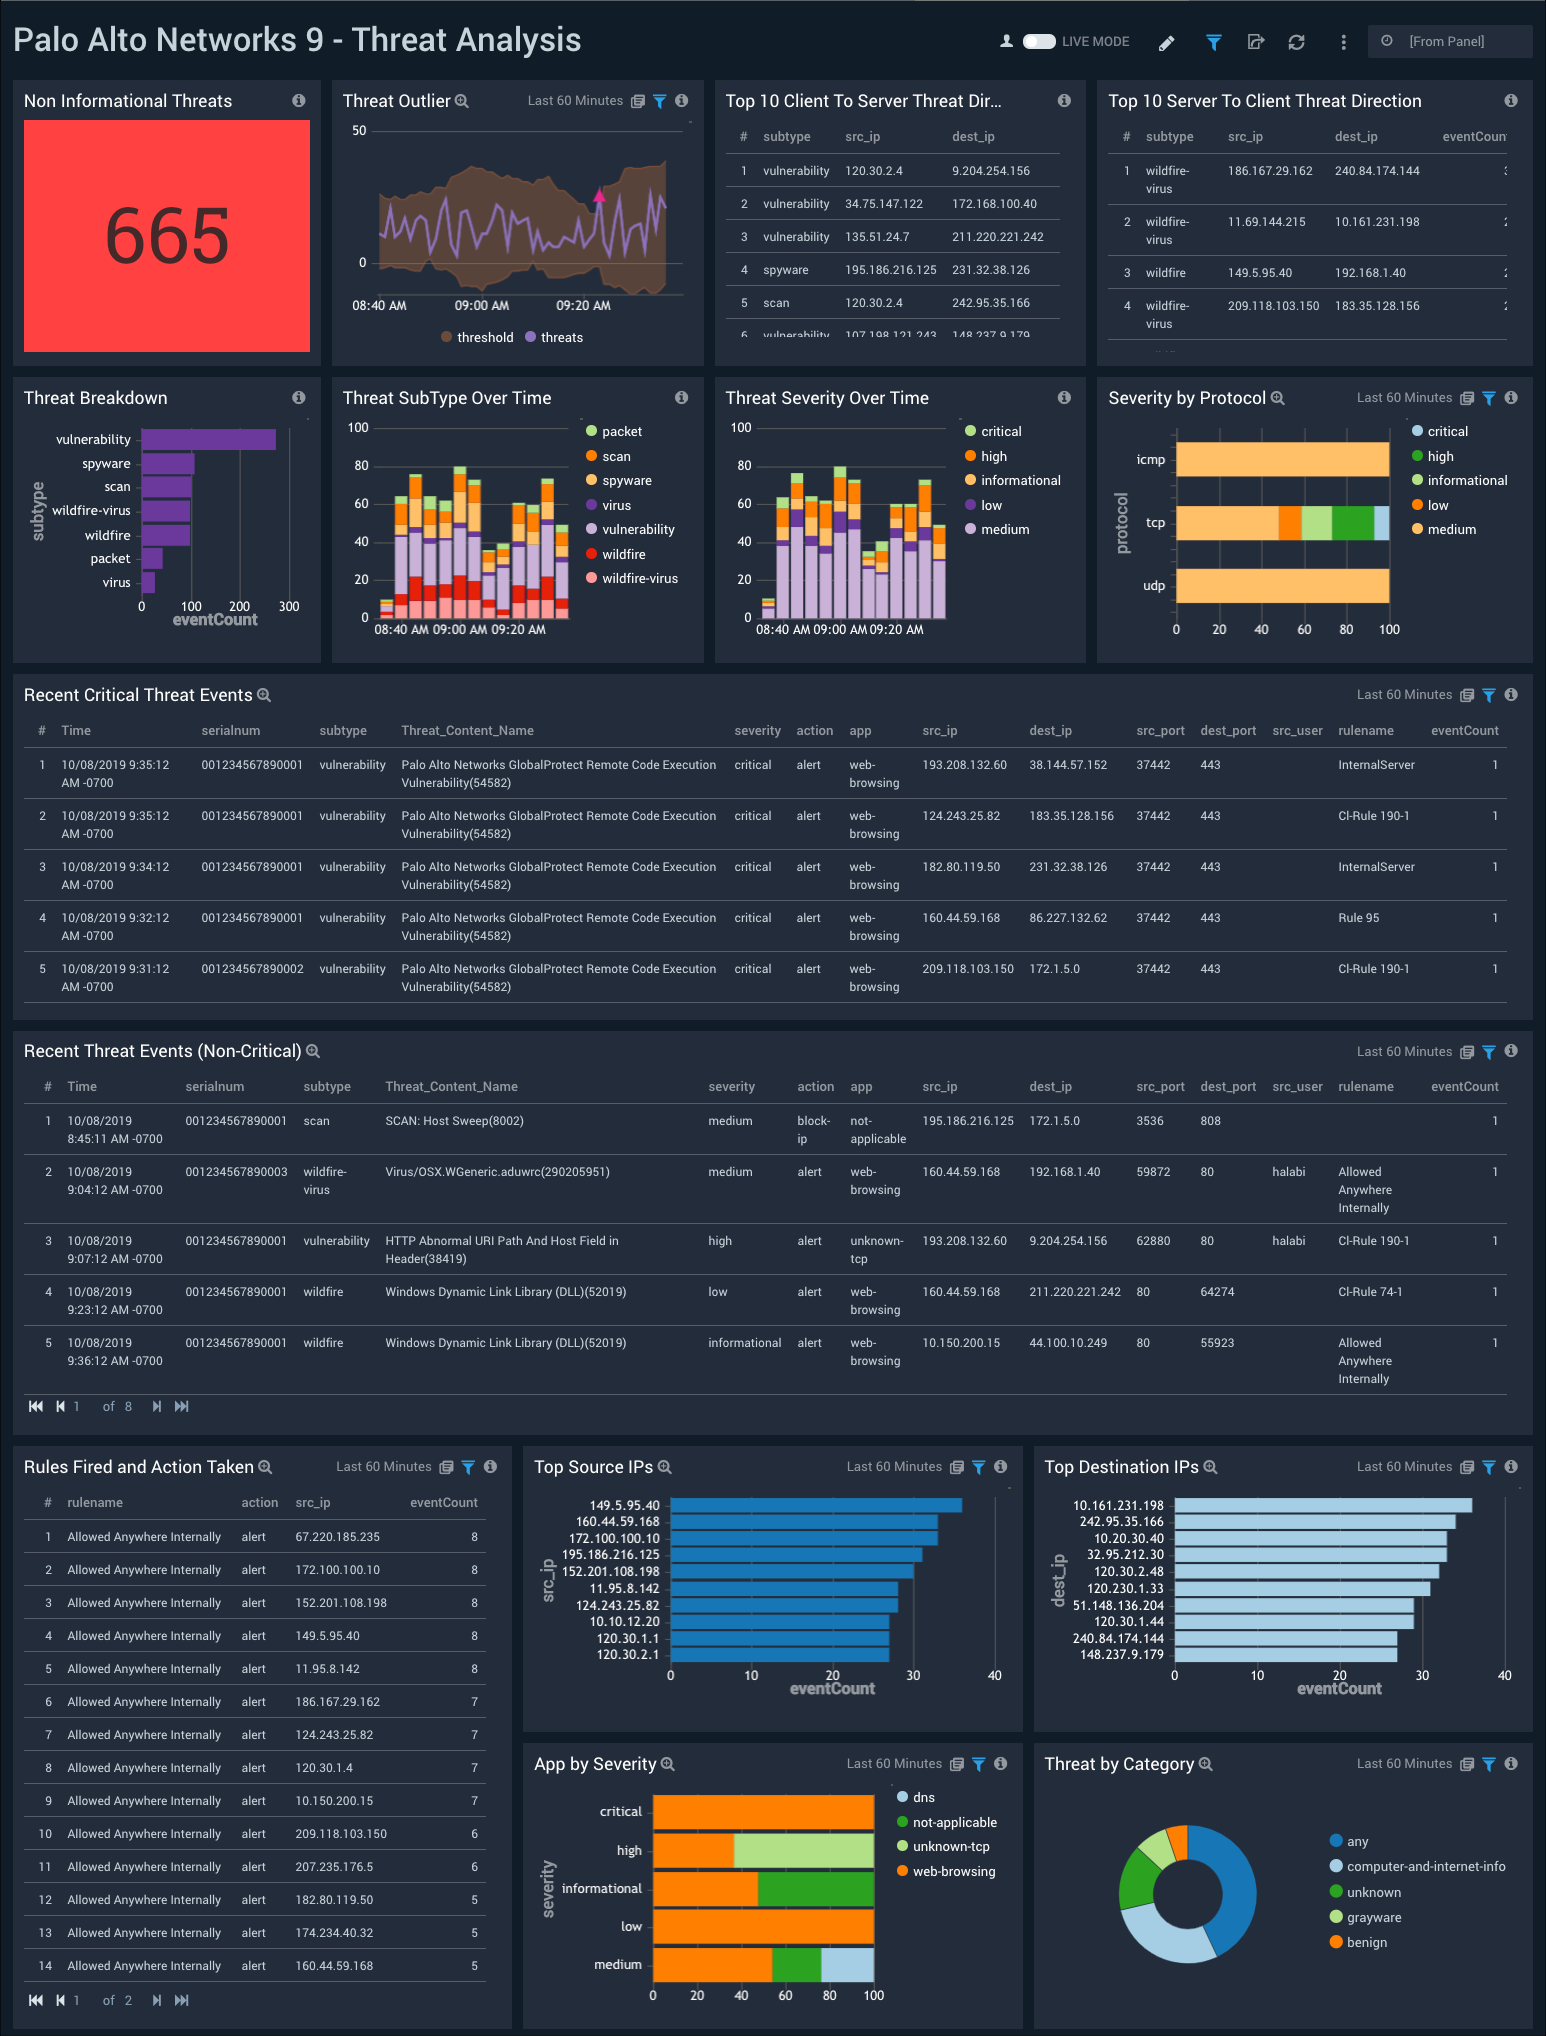 Palo Alto Networks 9 - Threat Analysis
LIVE MODE
[From Panel]
Non Informational Threats
665
Threat Outlier
Last 60 Minutes
50
0
08:40 AM 09:00 AM 09:20 AM
threshold threats
Top 10 Client To Server Threat Dir...
# subtype src_ip dest_ip
1 vulnerability 120.30.2.4 9.204.254.156
2 vulnerability 34.75.147.122 172.168.100.40
3 vulnerability 135.51.24.7 211.220.221.242
4 spyware 195.186.216.125 231.32.38.126
5 scan 120.30.2.4 242.95.35.166
6 vulnerability 107.198.121.243 148.237.9.179
Top 10 Server To Client Threat Direction
# subtype src_ip dest_ip eventCoun
1 wildfire- 186.167.29.162 240.84.174.144
virus
2 wildfire- 11.69.144.215 10.161.231.198
virus
3 wildfire 149.5.95.40 192.168.1.40
4 wildfire- 209.118.103.150 183.35.128.156
virus
Threat Breakdown
subtype
vulnerability
spyware
scan
wildfire-virus
wildfire
packet
virus
0 100 200 300
eventCount
Threat SubType Over Time
100
80
60
40
20
0
08:40 AM 09:00 AM 09:20 AM
packet
scan
spyware
virus
vulnerability
wildfire
wildfire-virus
Threat Severity Over Time
100
80
60
40
20
0
08:40 AM 09:00 AM 09:20 AM
critical
high
informational
low
medium
Severity by Protocol
Last 60 Minutes
protocol
icmp
tcp
udp
0 20 40 60 80 100
critical
high
informational
low
medium
Recent Critical Threat Events
Last 60 Minutes
# Time serialnum subtype Threat_Content_Name severity action app src_ip dest_ip src_port dest_port src_user rulename eventCount
1 10/08/2019 9:35:12 001234567890001 vulnerability Palo Alto Networks GlobalProtect Remote Code Execution critical alert web- 193.208.132.60 38.144.57.152 37442 443 InternalServer 1
AM -0700 Vulnerability(54582) browsing
2 10/08/2019 9:35:12 001234567890001 vulnerability Palo Alto Networks GlobalProtect Remote Code Execution critical alert web- 124.243.25.82 183.35.128.156 37442 443 CI-Rule 190-1 1
AM -0700 Vulnerability(54582) browsing
3 10/08/2019 9:34:12 001234567890001 vulnerability Palo Alto Networks GlobalProtect Remote Code Execution critical alert web- 182.80.119.50 231.32.38.126 37442 443 InternalServer 1
AM -0700 Vulnerability(54582) browsing
4 10/08/2019 9:32:12 001234567890001 vulnerability Palo Alto Networks GlobalProtect Remote Code Execution critical alert web- 160.44.59.168 86.227.132.62 37442 443 Rule 95 1
AM -0700 Vulnerability(54582) browsing
5 10/08/2019 9:31:12 001234567890002 vulnerability Palo Alto Networks GlobalProtect Remote Code Execution critical alert web- 209.118.103.150 172.1.5.0 37442 443 CI-Rule 190-1 1
AM -0700 Vulnerability(54582) browsing
Recent Threat Events (Non-Critical)
Last 60 Minutes
# Time serialnum subtype Threat_Content_Name severity action app src_ip dest_ip src_port dest_port src_user rulename eventCount
1 10/08/2019 001234567890001 scan SCAN: Host Sweep(8002) medium block- not- 195.186.216.125 172.1.5.0 3536 808 1
8:45:11 AM -0700 ip applicable
2 10/08/2019 001234567890003 wildfire- Virus/OSX.WGeneric.aduwrc(290205951) medium alert web- 160.44.59.168 192.168.1.40 59872 80 halabi Allowed 1
9:04:12 AM -0700 virus browsing Anywhere
Internally
3 10/08/2019 001234567890001 vulnerability HTTP Abnormal URI Path And Host Field in high alert unknown- 193.208.132.60 9.204.254.156 62880 80 halabi CI-Rule 190-1 1
9:07:12 AM -0700 Header(38419) tcp
4 10/08/2019 001234567890001 wildfire Windows Dynamic Link Library (DLL)(52019) low alert web- 160.44.59.168 211.220.221.242 80 64274 CI-Rule 74-1 1
9:23:12 AM -0700 browsing
5 10/08/2019 001234567890001 wildfire Windows Dynamic Link Library (DLL)(52019) informational alert web- 10.150.200.15 44.100.10.249 80 55923 Allowed 1
9:36:12 AM -0700 browsing Anywhere
Internally
1 of 8
Rules Fired and Action Taken
Last 60 Minutes
# rulename action src_ip eventCount
1 Allowed Anywhere Internally alert 67.220.185.235 8
2 Allowed Anywhere Internally alert 172.100.100.10 8
3 Allowed Anywhere Internally alert 152.201.108.198 8
4 Allowed Anywhere Internally alert 149.5.95.40 8
5 Allowed Anywhere Internally alert 11.95.8.142 8
6 Allowed Anywhere Internally alert 186.167.29.162 7
7 Allowed Anywhere Internally alert 124.243.25.82 7
8 Allowed Anywhere Internally alert 120.30.1.4 7
9 Allowed Anywhere Internally alert 10.150.200.15 7
10 Allowed Anywhere Internally alert 209.118.103.150 6
11 Allowed Anywhere Internally alert 207.235.176.5 6
12 Allowed Anywhere Internally alert 182.80.119.50 5
13 Allowed Anywhere Internally alert 174.234.40.32 5
14 Allowed Anywhere Internally alert 160.44.59.168 5
1 of 2
Top Source IPs
Last 60 Minutes
src_ip
149.5.95.40
160.44.59.168
172.100.100.10
195.186.216.125
152.201.108.198
11.95.8.142
124.243.25.82
10.10.12.20
120.30.1.1
120.30.2.1
0 10 20 30 40
eventCount
Top Destination IPs
Last 60 Minutes
dest_ip
10.161.231.198
242.95.35.166
10.20.30.40
32.95.212.30
120.30.2.48
120.230.1.33
51.148.136.204
120.30.1.44
240.84.174.144
148.237.9.179
0 10 20 30 40
eventCount
App by Severity
Last 60 Minutes
severity
critical
high
informational
low
medium
0 20 40 60 80 100
dns
not-applicable
unknown-tcp
web-browsing
Threat by Category
Last 60 Minutes
any
computer-and-internet-info
unknown
grayware
benign